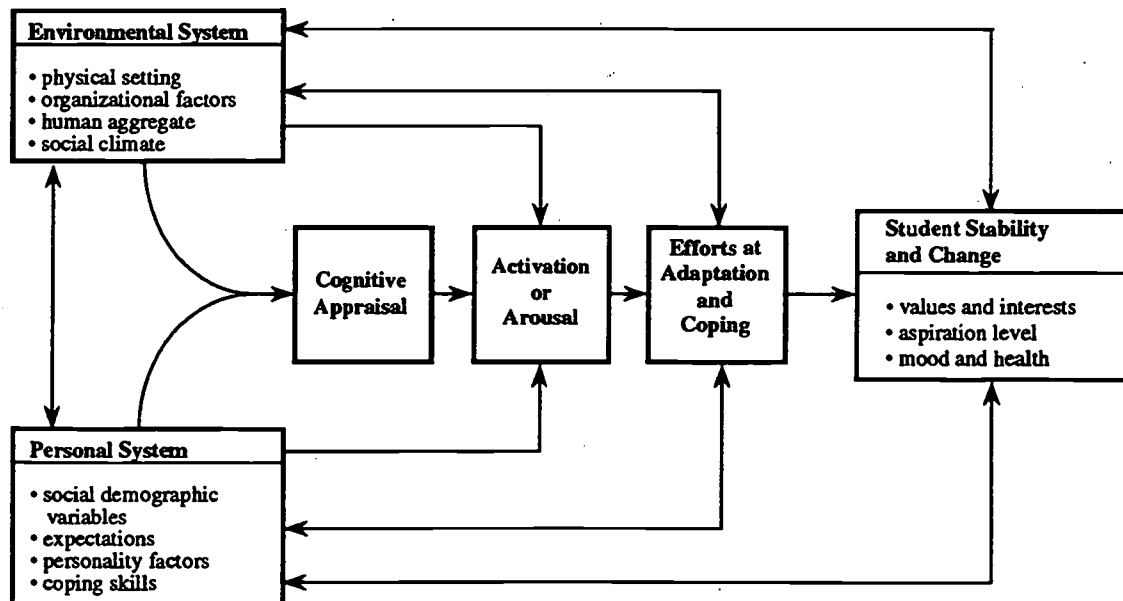 Environmental System
• physical setting
• organizational factors
• human aggregate
• social climate
Cognitive
Appraisal
Activation
or
Arousal
Efforts at
Adaptation
and
Coping
Student Stability
and Change
• values and interests
• aspiration level
• mood and health
Personal System
• social demographic
variables
• expectations
• personality factors
• coping skills